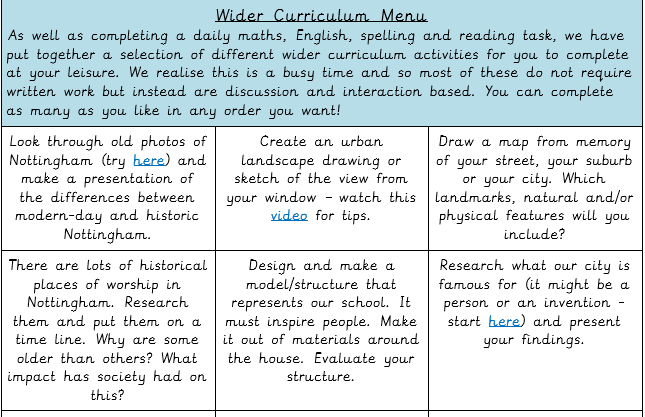 Wider Curriculum Menu
As well as completing a daily maths, English, spelling and reading task, we have
put together a selection of different wider curriculum activities for you to complete
at your leisure. We realise this is a busy time and so most of these do not require
written work but instead are discussion and interaction based. You can complete
as many as you like in any order you want!
Look through old photos of
Nottingham (try here) and
make a presentation of
the differences between
modern-day and historic
Nottingham.
Create an urban
landscape drawing or
sketch of the view from
your window - watch this
video for tips.
Draw a map from memory
of your street, your suburb
or your city. Which
landmarks, natural and/or
physical features will you
include?
There are lots of historical
places of worship in
Nottingham. Research
them and put them on a
time line. Why are some
older than others? What
impact has society had on
this?
Design and make a
model/structure that
represents our school. It
must inspire people. Make
it out of materials around
the house. Evaluate your
structure.
Research what our city is
famous for (it might be a
person or an invention -
start here) and present
your findings.